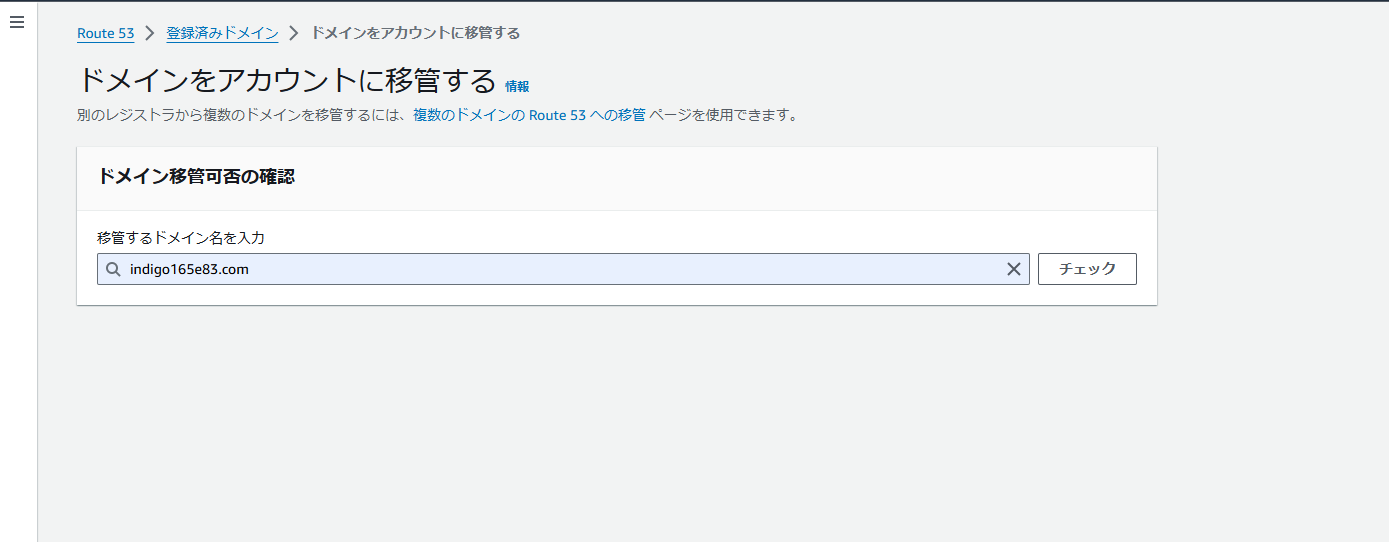 Route 53 > 登録済みドメイン > ドメインをアカウントに移管する
ドメインをアカウントに移管する 情報
別のレジストラから複数のドメインを移管するには、複数のドメインの Route 53 への移管 ページを使用できます。
ドメイン移管可否の確認
移管するドメイン名を入力
indigo165e83.com
チェック